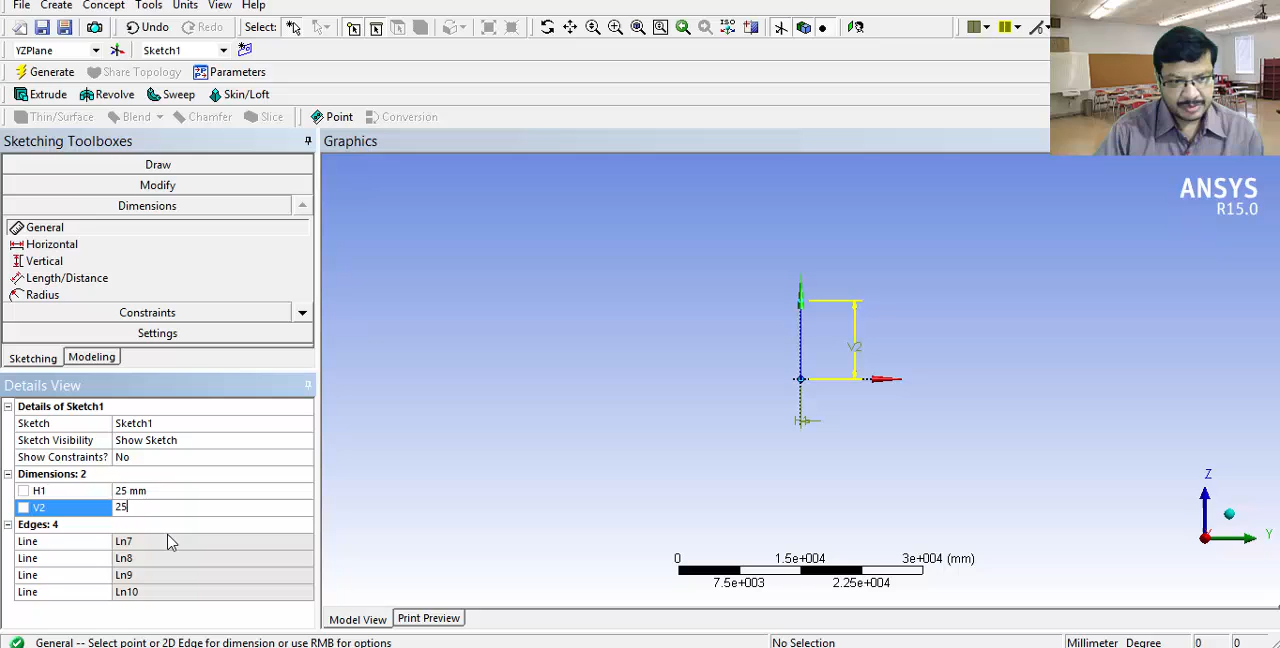 File Create Concept Tools Units View Help
Undo Redo Select: ISO
YZPlane Sketch1
Generate Share Topology Parameters
Extrude Revolve Sweep Skin/Loft
Thin/Surface Blend Chamfer Slice Point Conversion
Sketching Toolboxes Graphics
Draw
Modify
Dimensions
ANSYS
R15.0
General
Horizontal
Vertical
Length/Distance
Radius
Constraints
Settings
V2
Sketching Modeling
Details View
Details of Sketch1
Sketch Sketch1
Sketch Visibility Show Sketch
Show Constraints? No
Dimensions: 2
H1 25 mm
V2 25
Edges: 4
Line Ln7
Line Ln8
Line Ln9
Line Ln10
Z
Y
0 1.5e+004 3e+004 (mm)
7.5e+003 2.25e+004
Model View Print Preview
General -- Select point or 2D Edge for dimension or use RMB for options No Selection Millimeter Degree 0 0